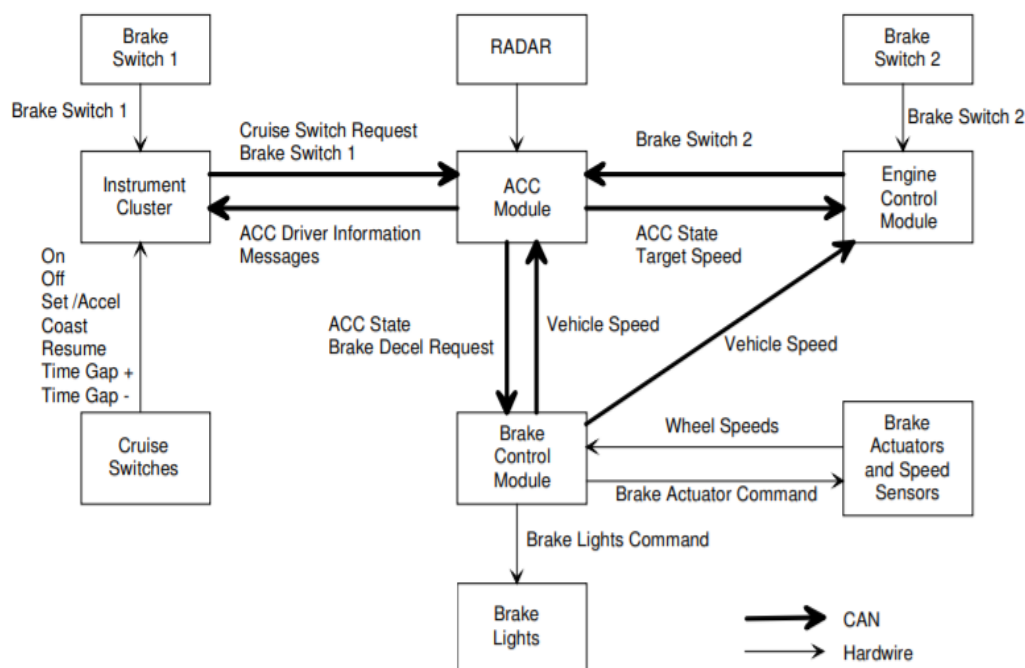 Brake
Switch 1
RADAR
Brake
Switch 2
Brake Switch 1
Brake Switch 2
Cruise Switch Request
Brake Switch 1
Brake Switch 2
Instrument
Cluster
ACC
Module
Engine
Control
Module
ACC Driver Information
Messages
ACC State
Target Speed
On
Off
Set /Accel
Coast
Resume
Time Gap +
Time Gap -
ACC State
Brake Decel Request
Vehicle Speed
Vehicle Speed
Cruise
Switches
Brake
Control
Module
Wheel Speeds
Brake Actuator Command
Brake
Actuators
and Speed
Sensors
Brake Lights Command
Brake
Lights
CAN
Hardwire